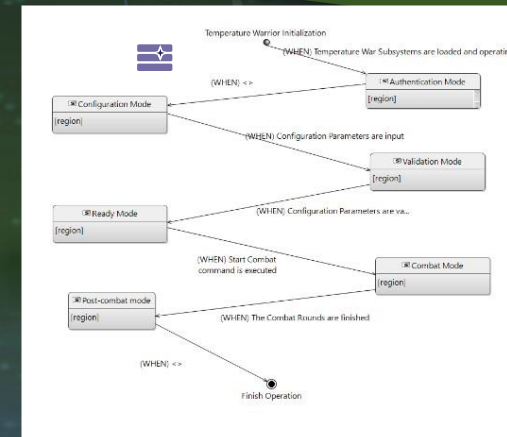 Temperature Warrior Initialization
(WHEN) Temperature War Subsystems are loaded and operatin
Authentication Mode
[region]
(WHEN) <>
Configuration Mode
[region]
(WHEN) Configuration Parameters are input
Validation Mode
[region]
(WHEN) Configuration Parameters are va...
Ready Mode
[region]
(WHEN) Start Combat
command is executed
Combat Mode
[region]
(WHEN) The Combat Rounds are finished
Post-combat mode
[region]
(WHEN) <>
Finish Operation